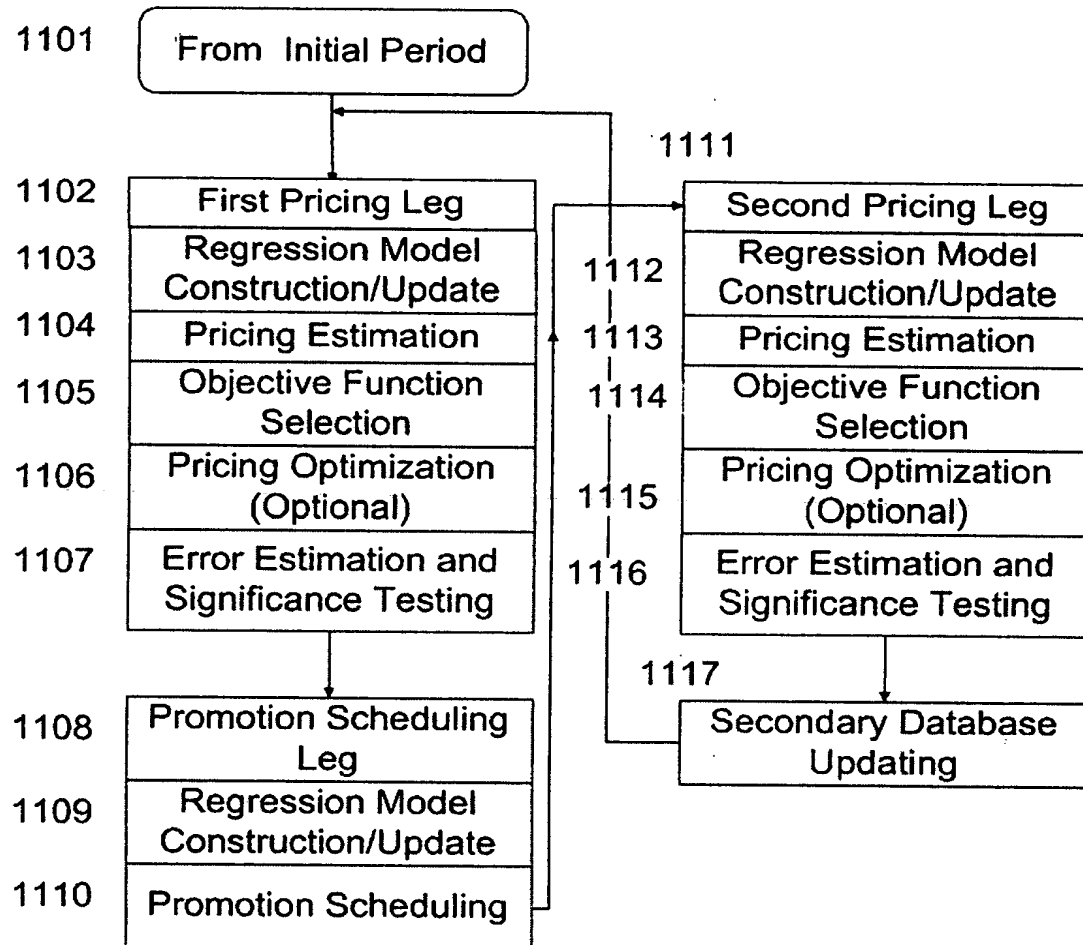 1101
From Initial Period
1102
First Pricing Leg
1103
Regression Model
Construction/Update
1104
Pricing Estimation
1105
Objective Function
Selection
1106
Pricing Optimization
(Optional)
1107
Error Estimation and
Significance Testing
1108
Promotion Scheduling
Leg
1109
Regression Model
Construction/Update
1110
Promotion Scheduling
1111
Second Pricing Leg
1112
Regression Model
Construction/Update
1113
Pricing Estimation
1114
Objective Function
Selection
1115
Pricing Optimization
(Optional)
1116
Error Estimation and
Significance Testing
1117
Secondary Database
Updating